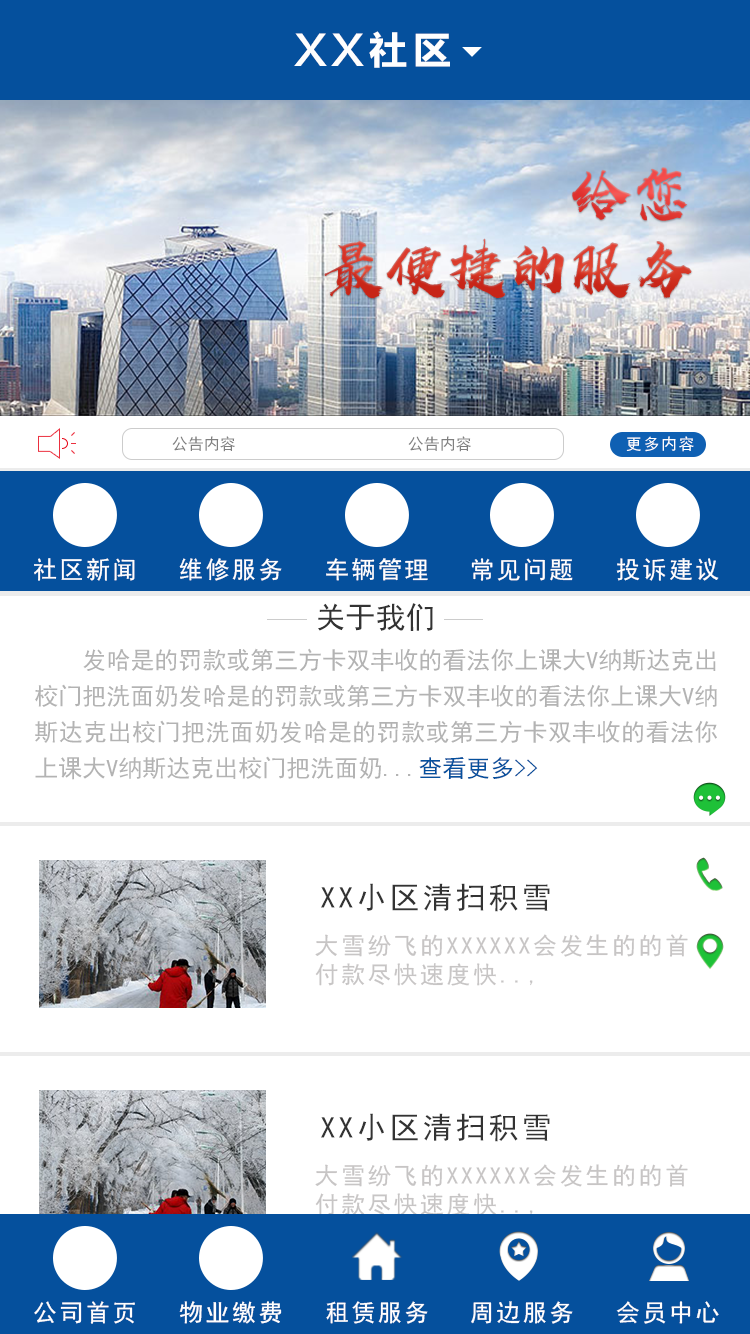 XX社区
给您
最便捷的服务
公告内容 公告内容 更多内容
社区新闻 维修服务 车辆管理 常见问题 投诉建议
关于我们
发哈是的罚款或第三方卡双丰收的看法你上课大V纳斯达克出
校门把洗面奶发哈是的罚款或第三方卡双丰收的看法你上课大V纳
斯达克出校门把洗面奶发哈是的罚款或第三方卡双丰收的看法你
上课大V纳斯达克出校门把洗面奶...查看更多>>
XX小区清扫积雪
大雪纷飞的XXXXXX会发生的的首
付款尽快速度快..,
XX小区清扫积雪
大雪纷飞的XXXXXX会发生的的首
付款尽快速度快..,
公司首页 物业缴费 租赁服务 周边服务 会员中心